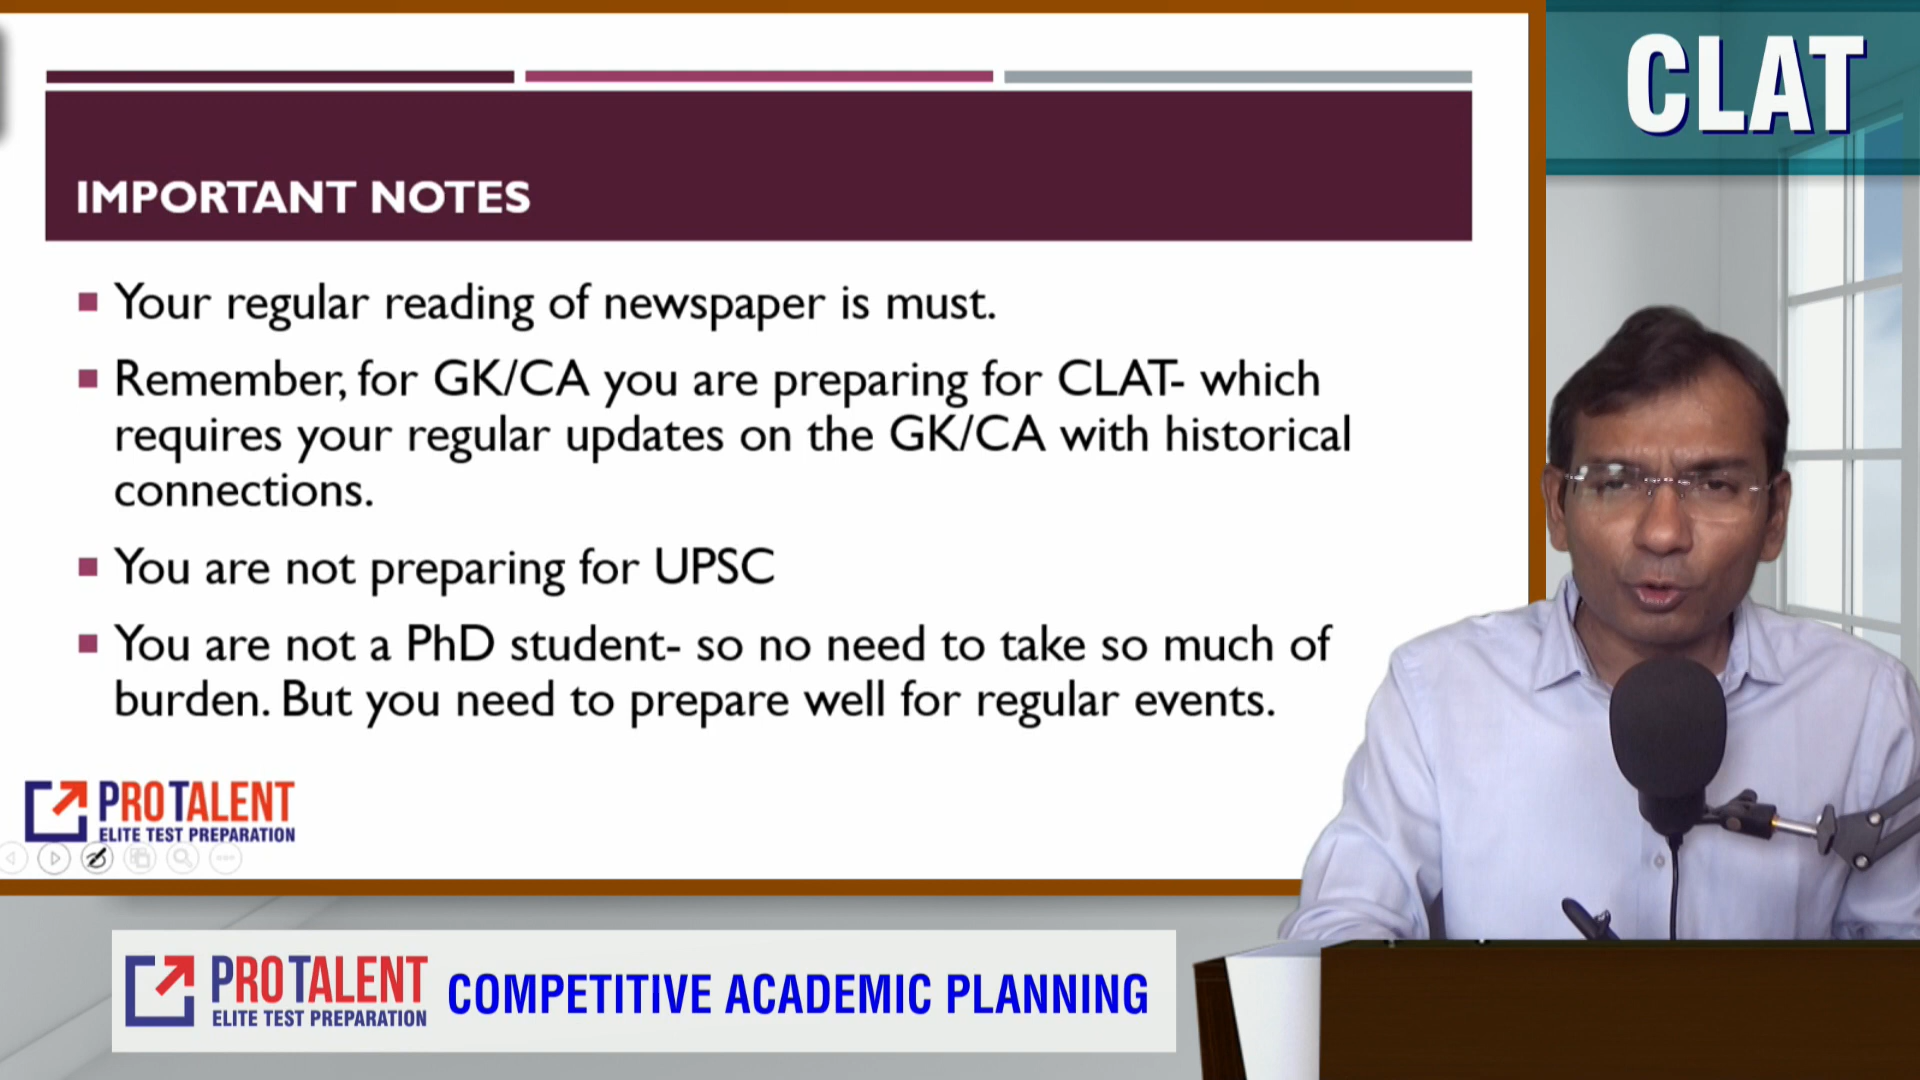 CLAT
IMPORTANT NOTES
Your regular reading of newspaper is must.
Remember, for GK/CA you are preparing for CLAT- which
requires your regular updates on the GK/CA with historical
connections.
You are not preparing for UPSC
You are not a PhD student- so no need to take so much of
burden. But you need to prepare well for regular events.
PROTALENT
ELITE TEST PREPARATION
PROTALENT
ELITE TEST PREPARATION
COMPETITIVE ACADEMIC PLANNING